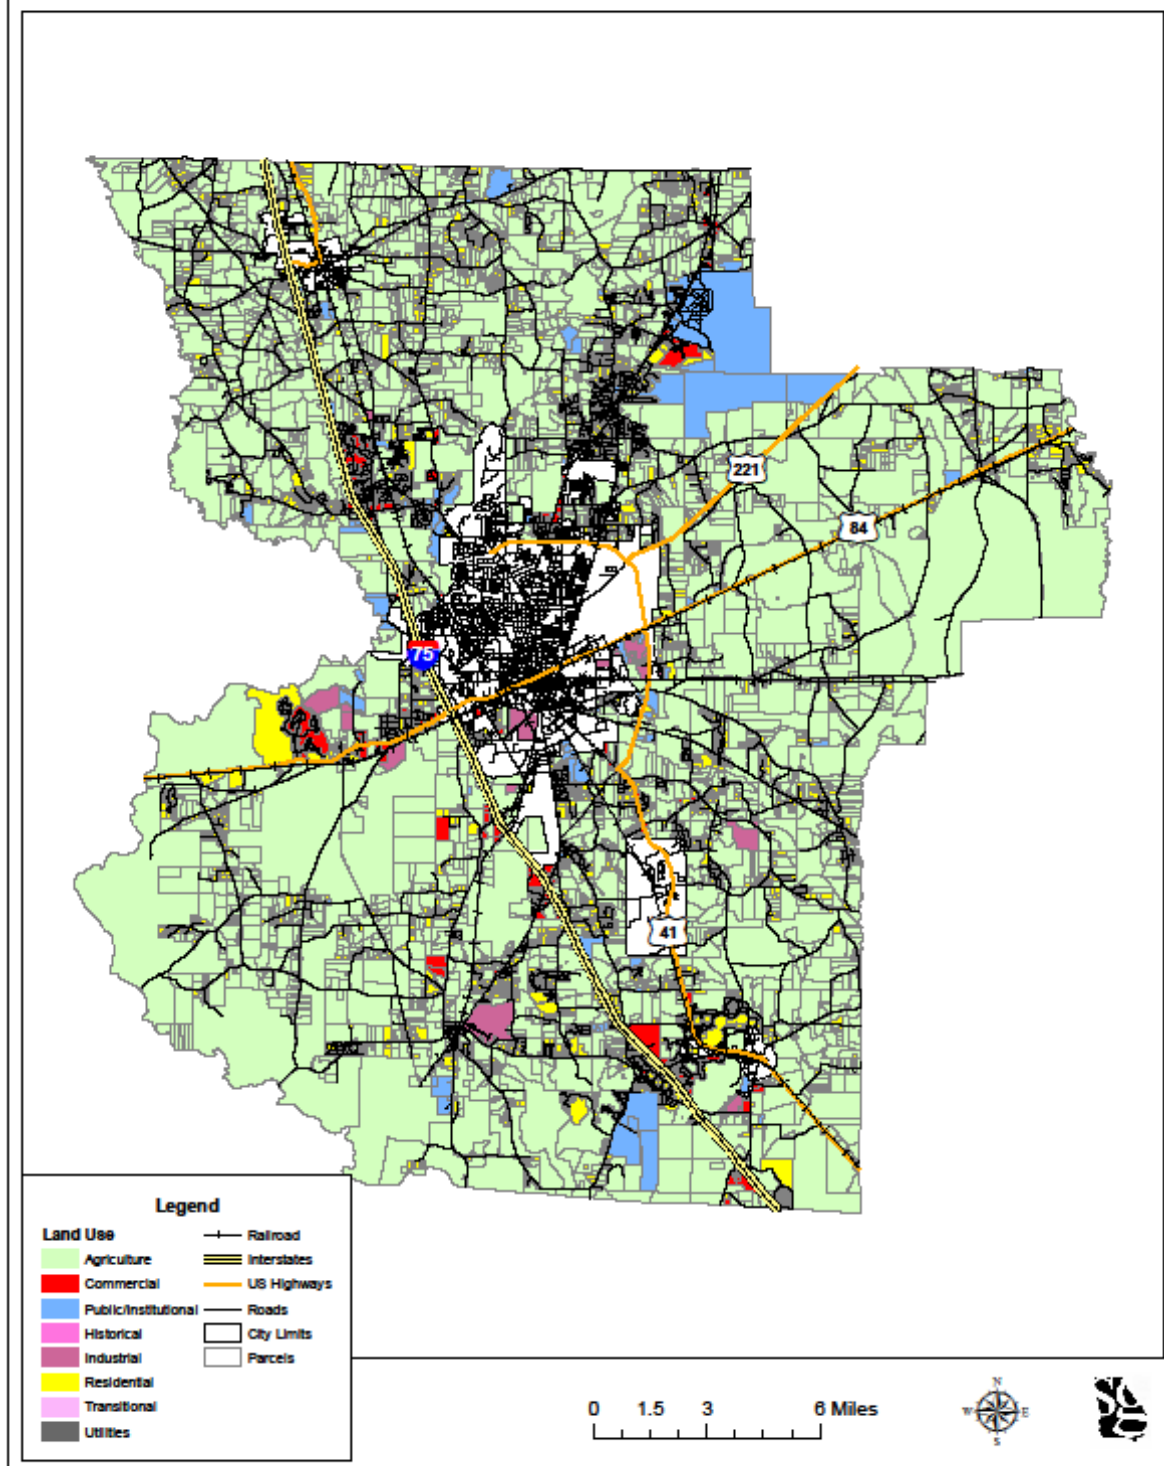 221
84
75
41
Legend
Land Use
Agriculture
Commercial
Public/Institutional
Historical
Industrial
Residential
Transitional
Utilities
Railroad
Interstates
US Highways
Roads
City Limits
Parcels
0 1.5 3 6 Miles
N
W E
S